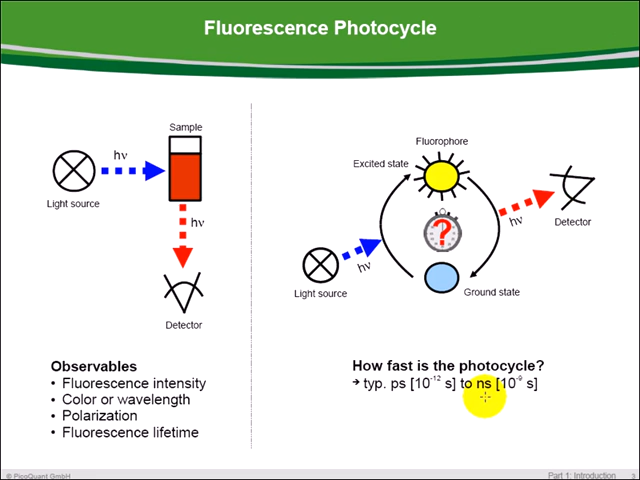 Fluorescence Photocycle
Sample
hν
Light source
hν
Detector
Fluorophore
Excited state
?
hν
Detector
hν
Light source
Ground state
Observables
• Fluorescence intensity
• Color or wavelength
• Polarization
• Fluorescence lifetime
How fast is the photocycle?
➔ typ. ps [10⁻¹² s] to ns [10⁻⁹ s]
© PicoQuant GmbH
Part 1: Introduction
3